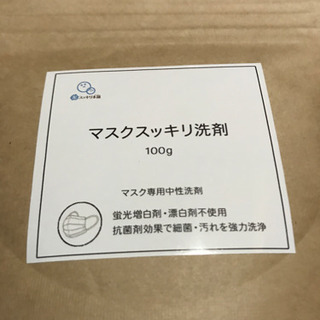 マスクスッキリ洗剤
100g
マスク専用中性洗剤
蛍光増白剤・漂白剤不使用
抗菌剤効果で細菌・汚れを強力洗浄